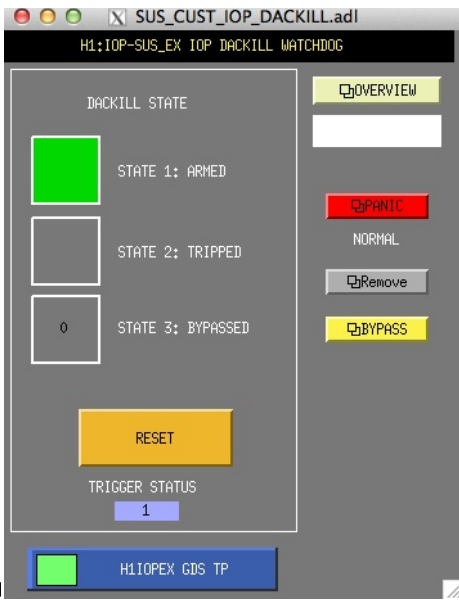 SUS_CUST_IOP_DACKILL.adl
H1:IOP-SUS_EX IOP DACKILL WATCHDOG
DACKILL STATE
STATE 1: ARMED
STATE 2: TRIPPED
0
STATE 3: BYPASSED
RESET
TRIGGER STATUS
1
OVERVIEW
PANIC
NORMAL
Remove
BYPASS
H1IOPEX GDS TP